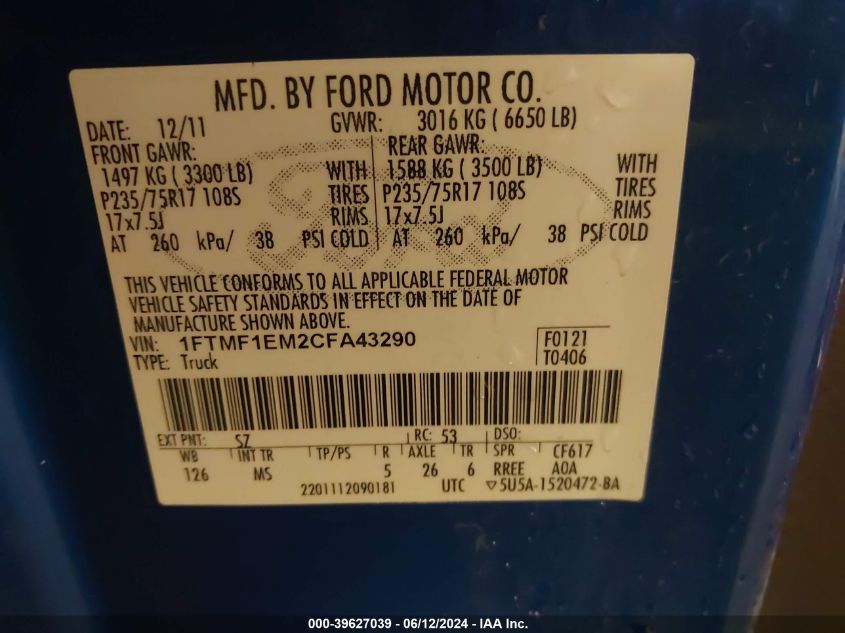 MFD. BY FORD MOTOR CO.
DATE: 12/11 GVWR: 3016 KG ( 6650 LB)
FRONT GAWR: REAR GAWR:
1497 KG ( 3300 LB) WITH 1588 KG ( 3500 LB) WITH
P235/75R17 108S TIRES P235/75R17 108S TIRES
17x7.5J RIMS 17x7.5J RIMS
AT 260 kPa/ 38 PSI COLD AT 260 kPa/ 38 PSI COLD
THIS VEHICLE CONFORMS TO ALL APPLICABLE FEDERAL MOTOR
VEHICLE SAFETY STANDARDS IN EFFECT ON THE DATE OF
MANUFACTURE SHOWN ABOVE.
VIN: 1FTMF1EM2CFA43290 F0121
TYPE: Truck T0406
EXT PNT: SZ RC: 53 DSO:
WB INT TR TP/PS R AXLE TR SPR CF617
126 MS 5 26 6 RREE A0A
2201112090181 UTC ▽5U5A-1520472-BA
000-39627039 - 06/12/2024 - IAA Inc.